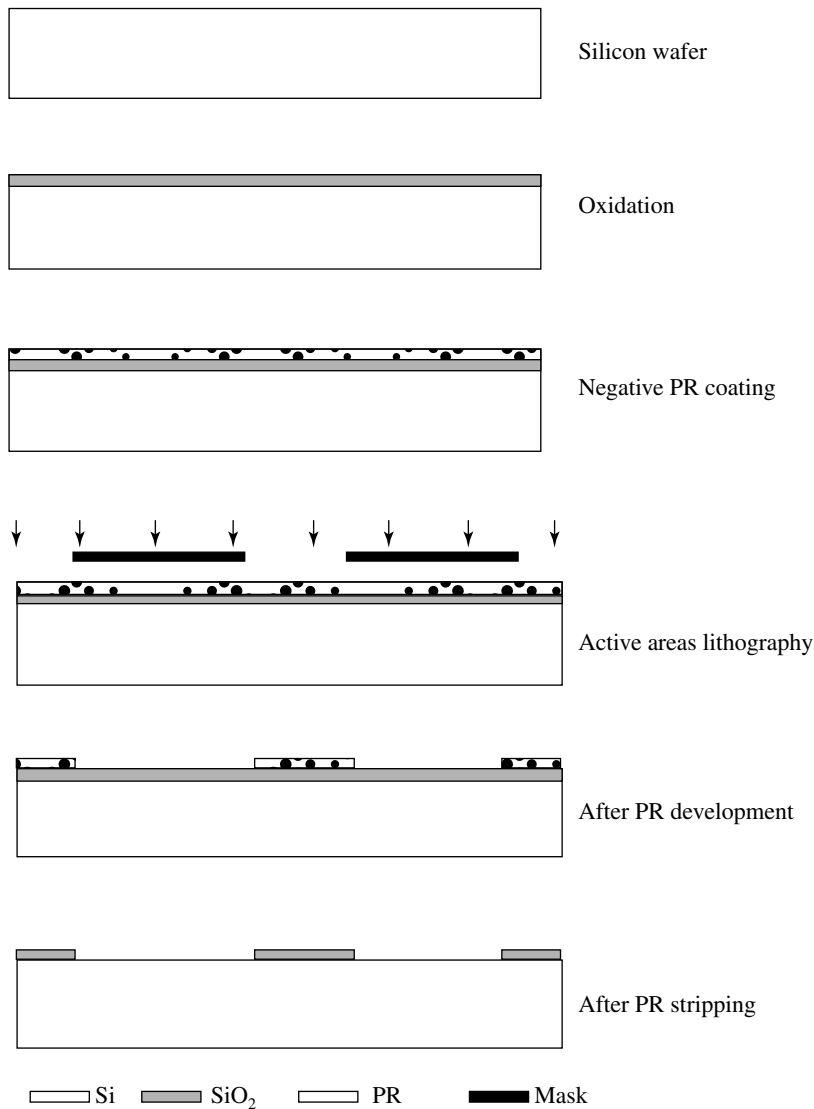 Silicon wafer
Oxidation
Negative PR coating
Active areas lithography
After PR development
After PR stripping
Si SiO₂ PR Mask